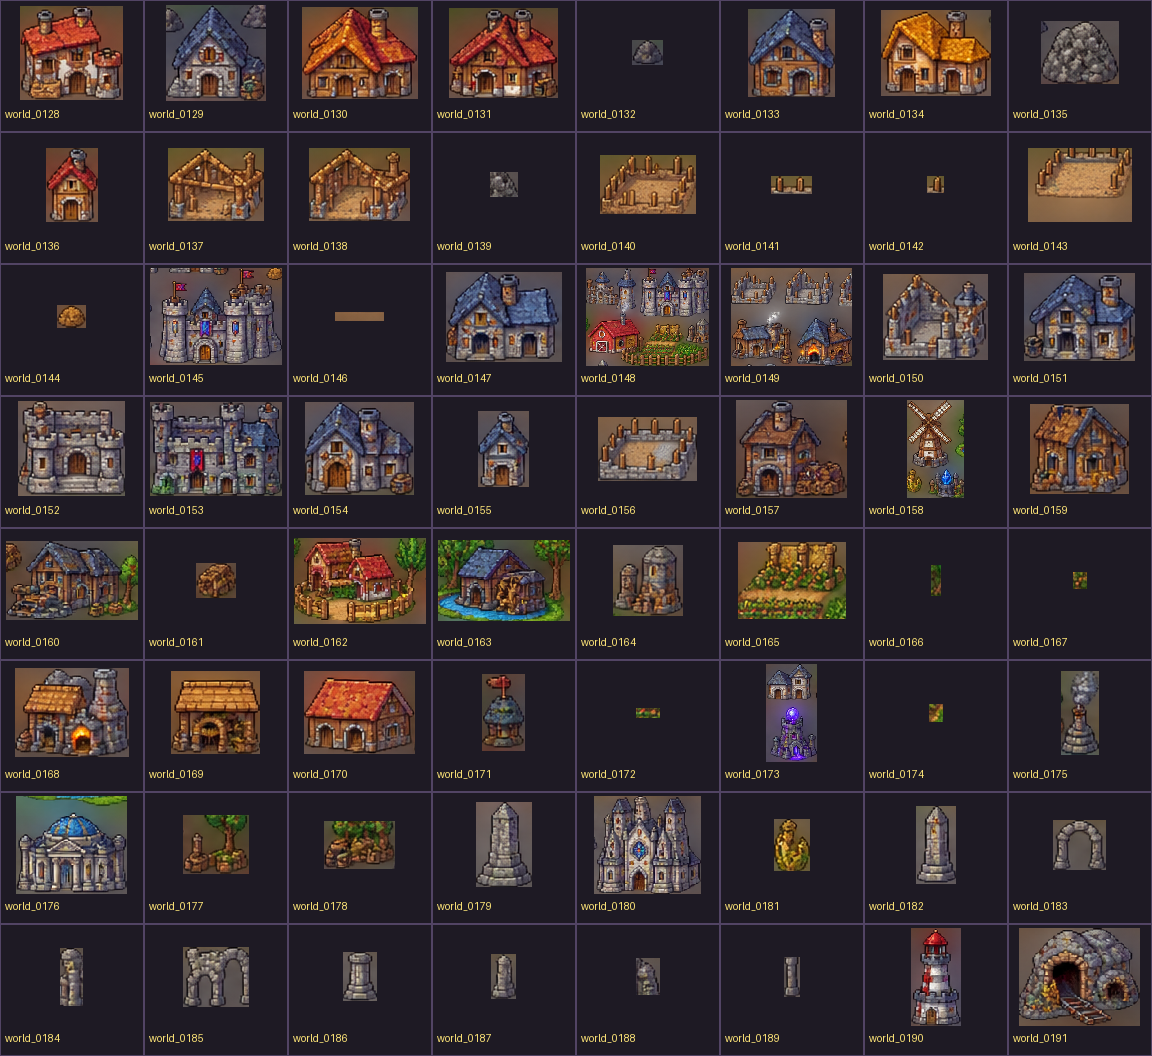 world_0128 world_0129 world_0130 world_0131 world_0132 world_0133 world_0134 world_0135
world_0136 world_0137 world_0138 world_0139 world_0140 world_0141 world_0142 world_0143
world_0144 world_0145 world_0146 world_0147 world_0148 world_0149 world_0150 world_0151
world_0152 world_0153 world_0154 world_0155 world_0156 world_0157 world_0158 world_0159
world_0160 world_0161 world_0162 world_0163 world_0164 world_0165 world_0166 world_0167
world_0168 world_0169 world_0170 world_0171 world_0172 world_0173 world_0174 world_0175
world_0176 world_0177 world_0178 world_0179 world_0180 world_0181 world_0182 world_0183
world_0184 world_0185 world_0186 world_0187 world_0188 world_0189 world_0190 world_0191